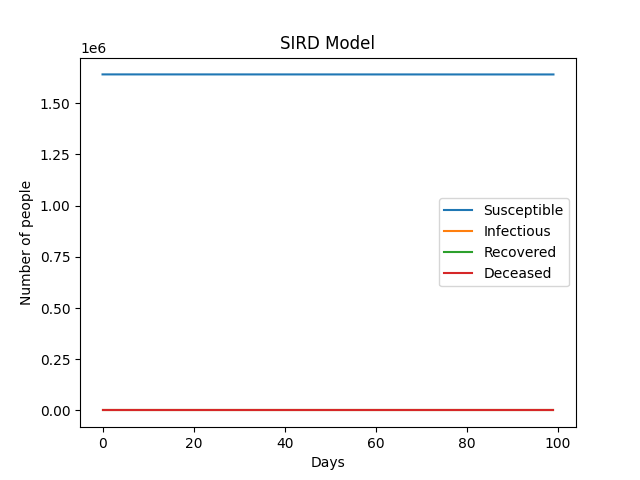 SIRD Model
1e6
1.50
1.25
1.00
0.75
0.50
0.25
0.00
Number of people
Susceptible
Infectious
Recovered
Deceased
0 20 40 60 80 100
Days